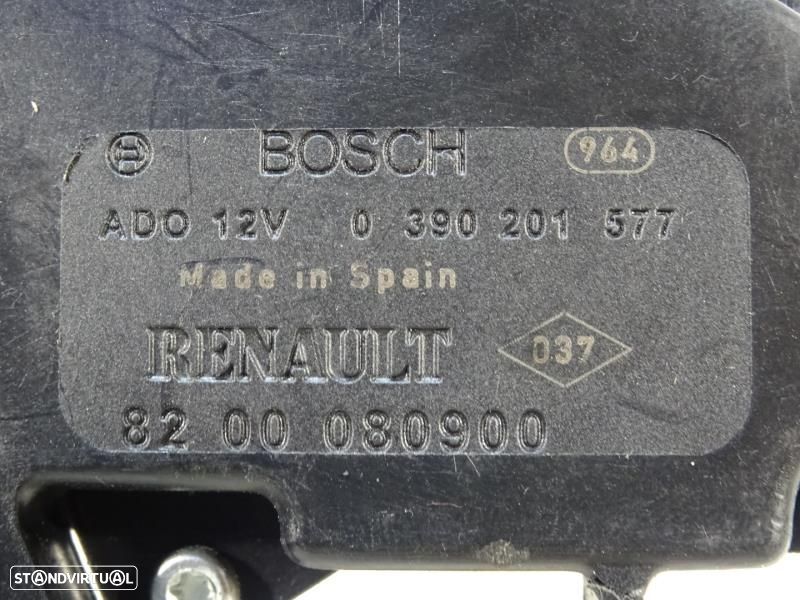 BOSCH 964
ADO 12V 0 390 201 577
Made in Spain
RENAULT 037
82 00 080900
STANDVIRTUAL